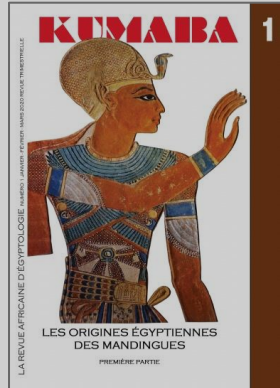 KUMABA
1
LA REVUE AFRICAINE D'ÉGYPTOLOGIE NUMÉRO 1 JANVIER - FÉVRIER - MARS 2020 REVUE TRIMESTRIELLE
LES ORIGINES ÉGYPTIENNES
DES MANDINGUES
PREMIÈRE PARTIE